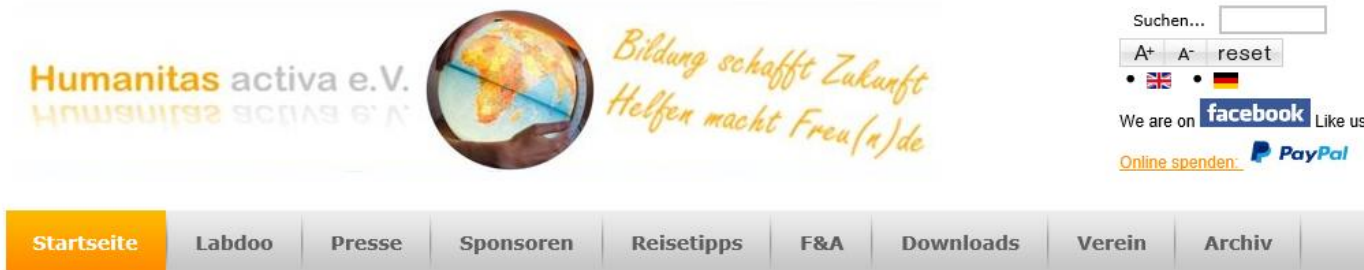 Humanitas activa e.V.
Bildung schafft Zukunft
Helfen macht Freu(n)de
Suchen...
A+ A- reset
We are on facebook Like us
Online spenden: PayPal
Startseite Labdoo Presse Sponsoren Reisetipps F&A Downloads Verein Archiv